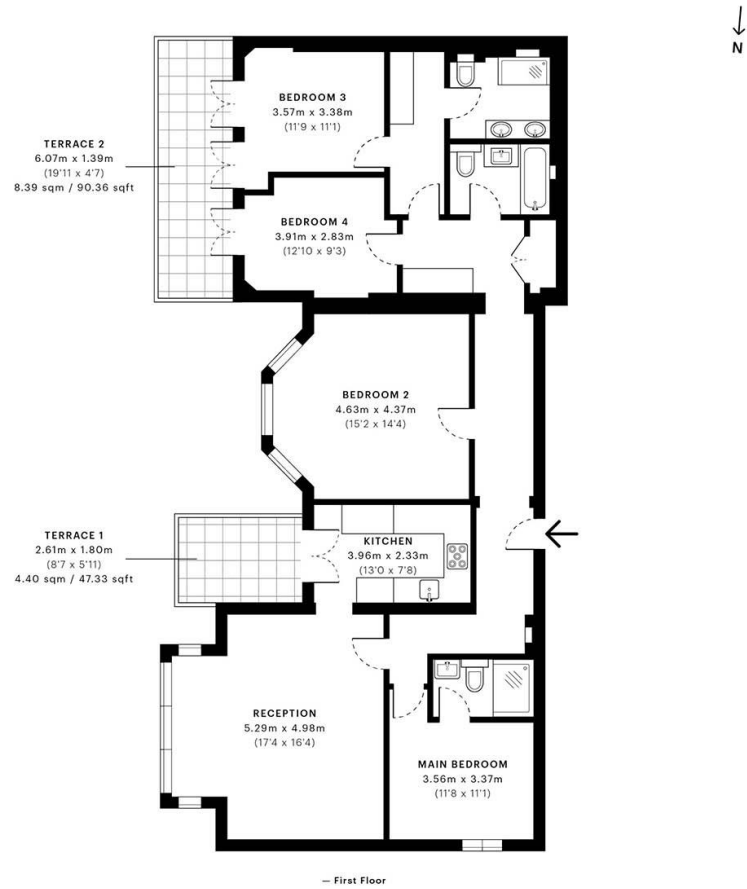 N
BEDROOM 3
3.57m x 3.38m
(11'9 x 11'1)
TERRACE 2
6.07m x 1.39m
(19'11 x 4'7)
8.39 sqm / 90.36 sqft
BEDROOM 4
3.91m x 2.83m
(12'10 x 9'3)
BEDROOM 2
4.63m x 4.37m
(15'2 x 14'4)
TERRACE 1
2.61m x 1.80m
(8'7 x 5'11)
4.40 sqm / 47.33 sqft
KITCHEN
3.96m x 2.33m
(13'0 x 7'8)
RECEPTION
5.29m x 4.98m
(17'4 x 16'4)
MAIN BEDROOM
3.56m x 3.37m
(11'8 x 11'1)
— First Floor